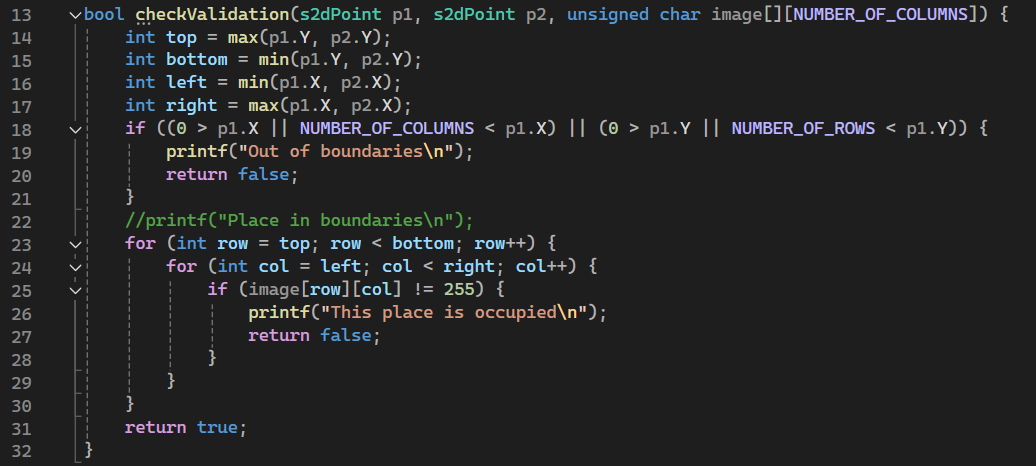 13 bool checkValidation(s2dPoint p1, s2dPoint p2, unsigned char image[][NUMBER_OF_COLUMNS]) {
14     int top = max(p1.Y, p2.Y);
15     int bottom = min(p1.Y, p2.Y);
16     int left = min(p1.X, p2.X);
17     int right = max(p1.X, p2.X);
18     if ((0 > p1.X || NUMBER_OF_COLUMNS < p1.X) || (0 > p1.Y || NUMBER_OF_ROWS < p1.Y)) {
19         printf("Out of boundaries\n");
20         return false;
21     }
22     //printf("Place in boundaries\n");
23     for (int row = top; row < bottom; row++) {
24         for (int col = left; col < right; col++) {
25             if (image[row][col] != 255) {
26                 printf("This place is occupied\n");
27                 return false;
28             }
29         }
30     }
31     return true;
32 }